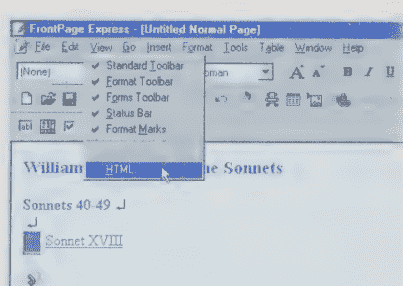 FrontPage Express - [Untitled Normal Page]
File Edit View Go Insert Format Tools Table Window Help
(None) oman A A B I U
Standard Toolbar
Format Toolbar
Forms Toolbar
Status Bar
Format Marks
HTML...
William e Sonnets
Sonnets 40-49
Sonnet XVIII